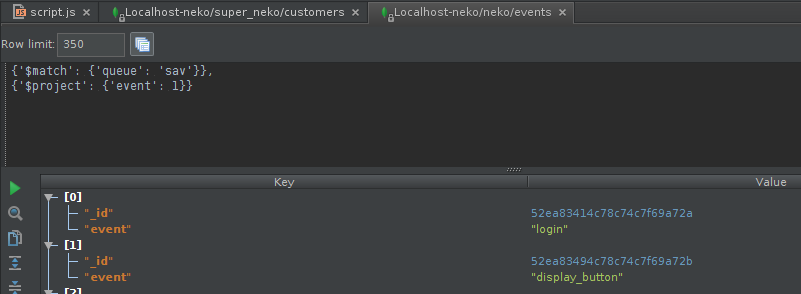 script.js Localhost-neko/super_neko/customers Localhost-neko/neko/events
Row limit: 350
{'$match': {'queue': 'sav'}},
{'$project': {'event': 1}}
Key Value
[0]
"_id" 52ea83414c78c74c7f69a72a
"event" "login"
[1]
"_id" 52ea83494c78c74c7f69a72b
"event" "display_button"
[2]